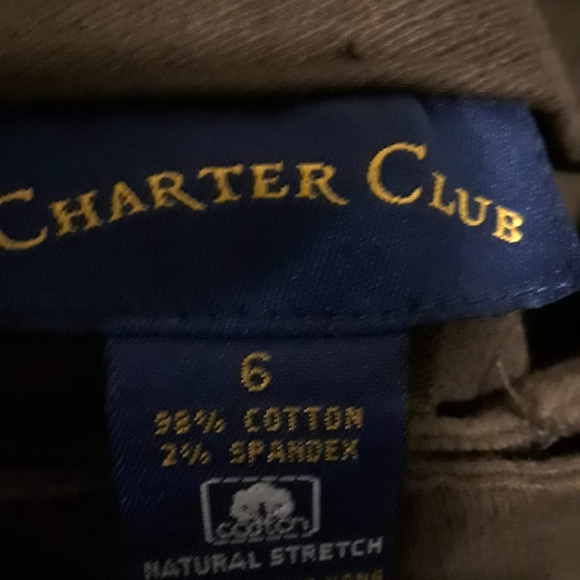 CHARTER CLUB
6
98% COTTON
2% SPANDEX
cotton
NATURAL STRETCH